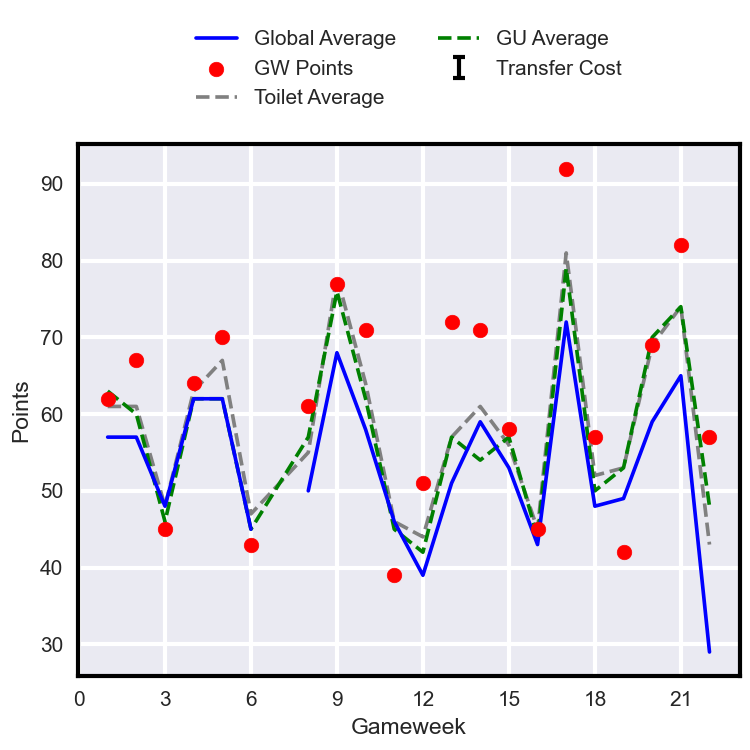 Global Average
GW Points
Toilet Average
GU Average
Transfer Cost
90
80
70
60
50
40
30
Points
0 3 6 9 12 15 18 21
Gameweek